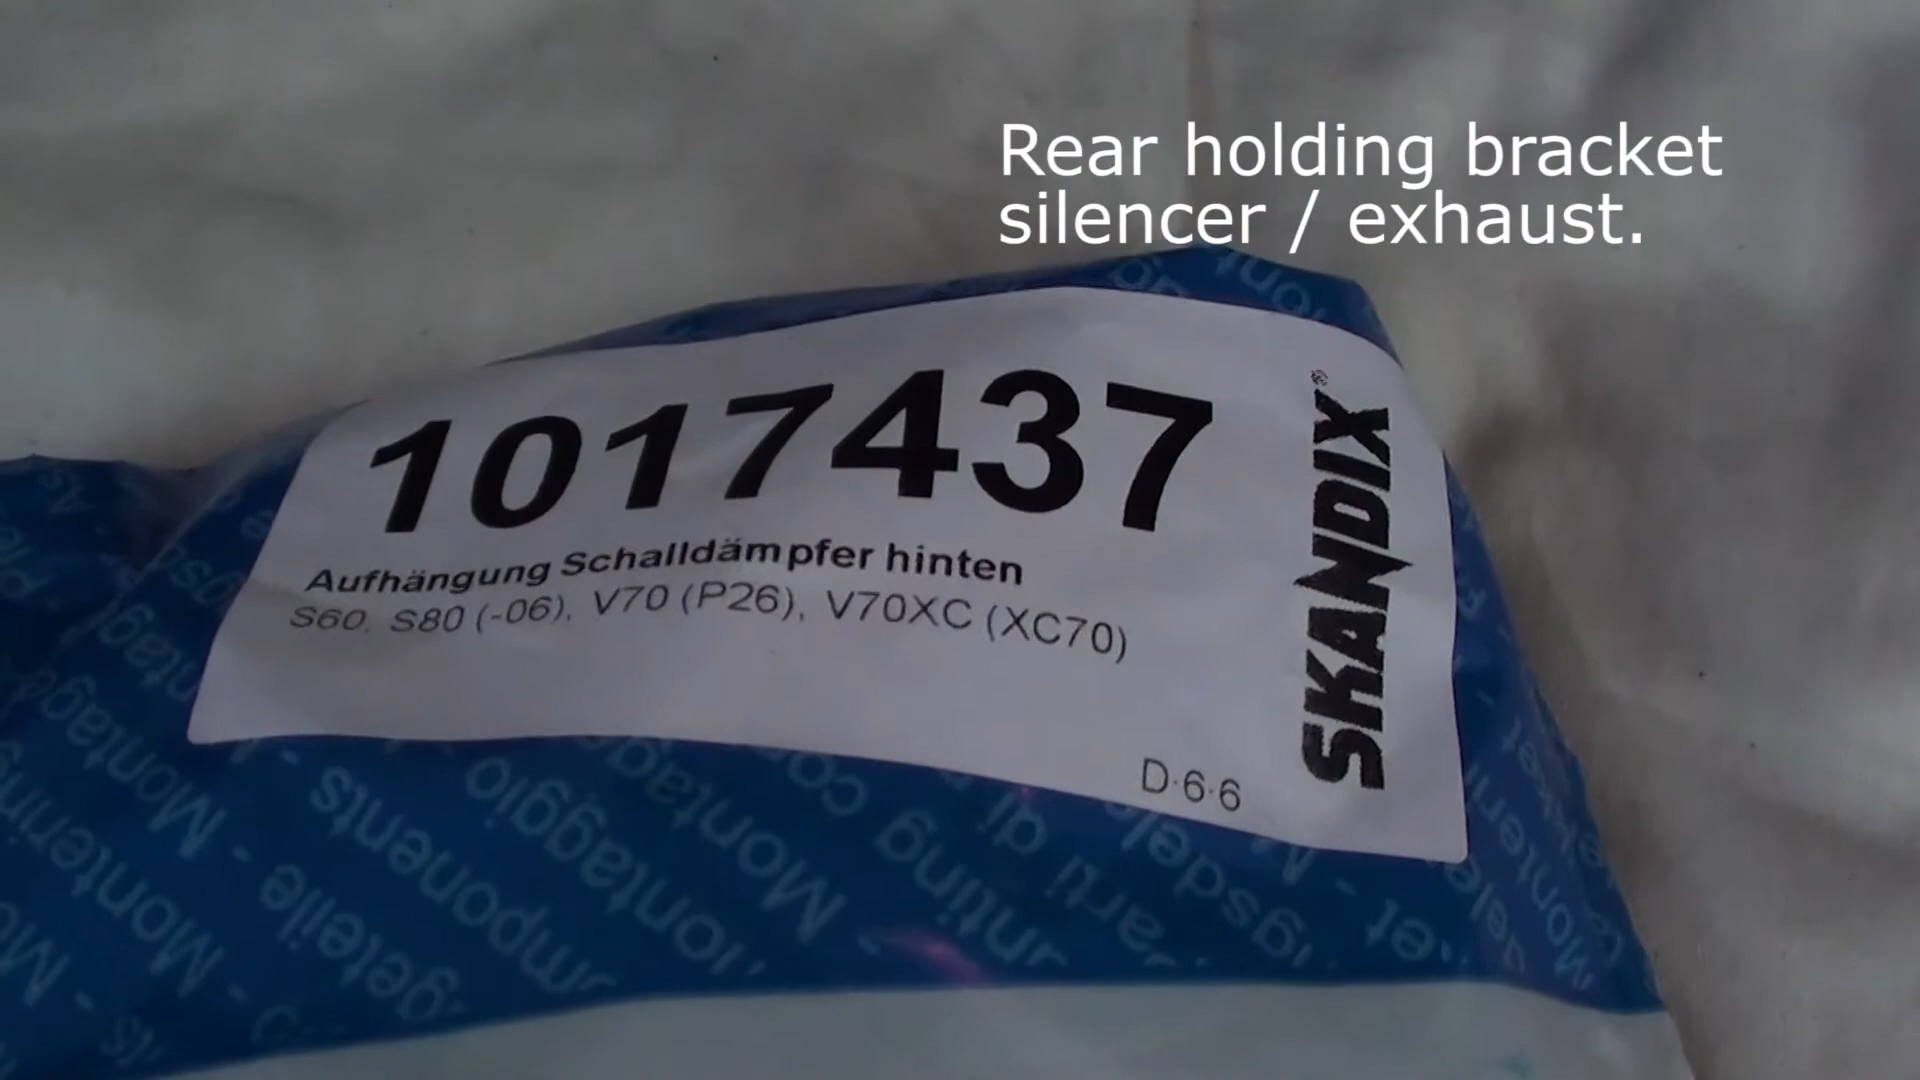 Rear holding bracket
silencer / exhaust.
1017437
Aufhängung Schalldämpfer hinten
S60, S80 (-06), V70 (P26), V70XC (XC70)
D-6-6
SKANDIX®